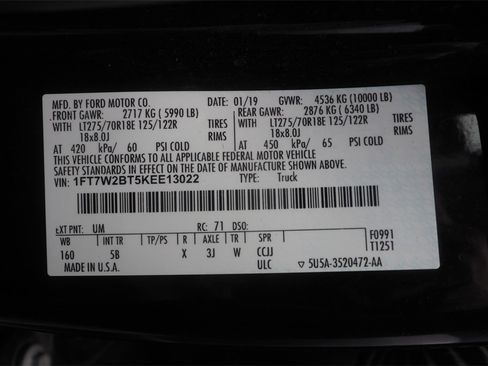 MFD. BY FORD MOTOR CO. DATE: 01/19 GVWR: 4536 KG (10000 LB)
FRONT GAWR: 2717 KG (5990 LB) REAR GAWR: 2876 KG (6340 LB)
WITH LT275/70R18E 125/122R TIRES WITH LT275/70R18E 125/122R TIRES
18x8.0J RIMS 18x8.0J RIMS
AT 420 kPa/ 60 PSI COLD AT 450 kPa/ 65 PSI COLD
THIS VEHICLE CONFORMS TO ALL APPLICABLE FEDERAL MOTOR VEHICLE
SAFETY STANDARDS IN EFFECT ON THE DATE OF MANUFACTURE SHOWN ABOVE.
VIN: 1FT7W2BT5KEE13022 TYPE: Truck
EXT PNT: UM RC: 71 DSO: F0991
WB INT TR TP/PS R AXLE TR SPR T1251
160 5B X 3J W CCJJ
MADE IN U.S.A. ULC ▽ 5U5A-3520472-AA